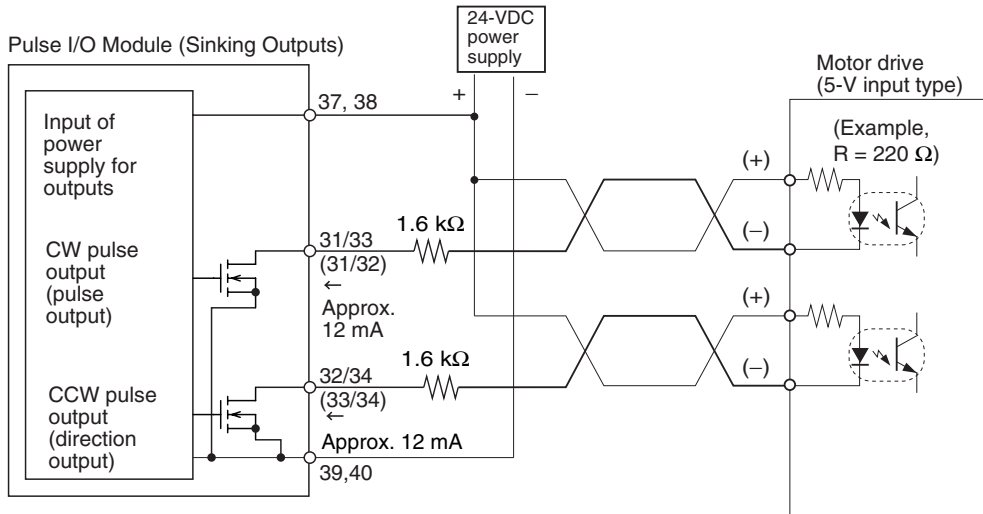 Pulse I/O Module (Sinking Outputs)
24-VDC
power
supply
+
−
Motor drive
(5-V input type)
37, 38
Input of
power
supply for
outputs
(Example,
R = 220 Ω)
(+)
(−)
1.6 kΩ
31/33
(31/32)
←
Approx.
12 mA
CW pulse
output
(pulse
output)
(+)
(−)
1.6 kΩ
32/34
(33/34)
←
Approx. 12 mA
CCW pulse
output
(direction
output)
39,40